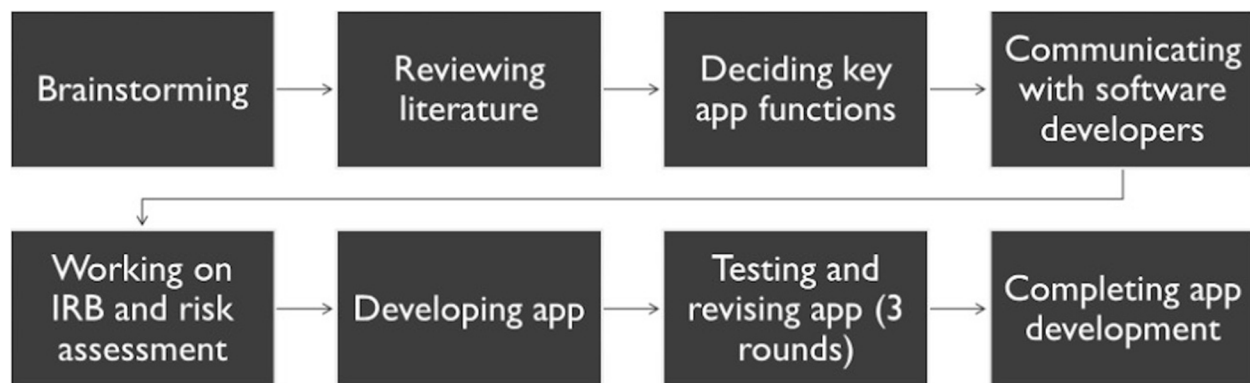 Brainstorming
Reviewing
literature
Deciding key
app functions
Communicating
with software
developers
Working on
IRB and risk
assessment
Developing app
Testing and
revising app (3
rounds)
Completing app
development